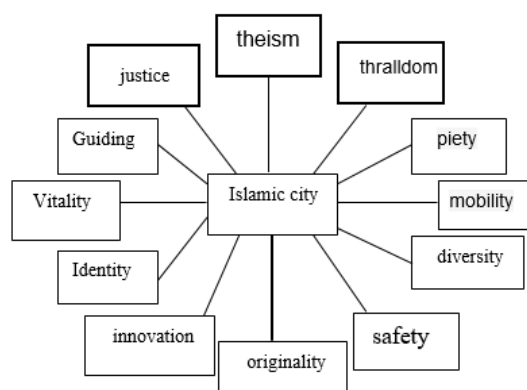 theism
justice
thralldom
Guiding
piety
Islamic city
Vitality
mobility
Identity
diversity
innovation
safety
originality